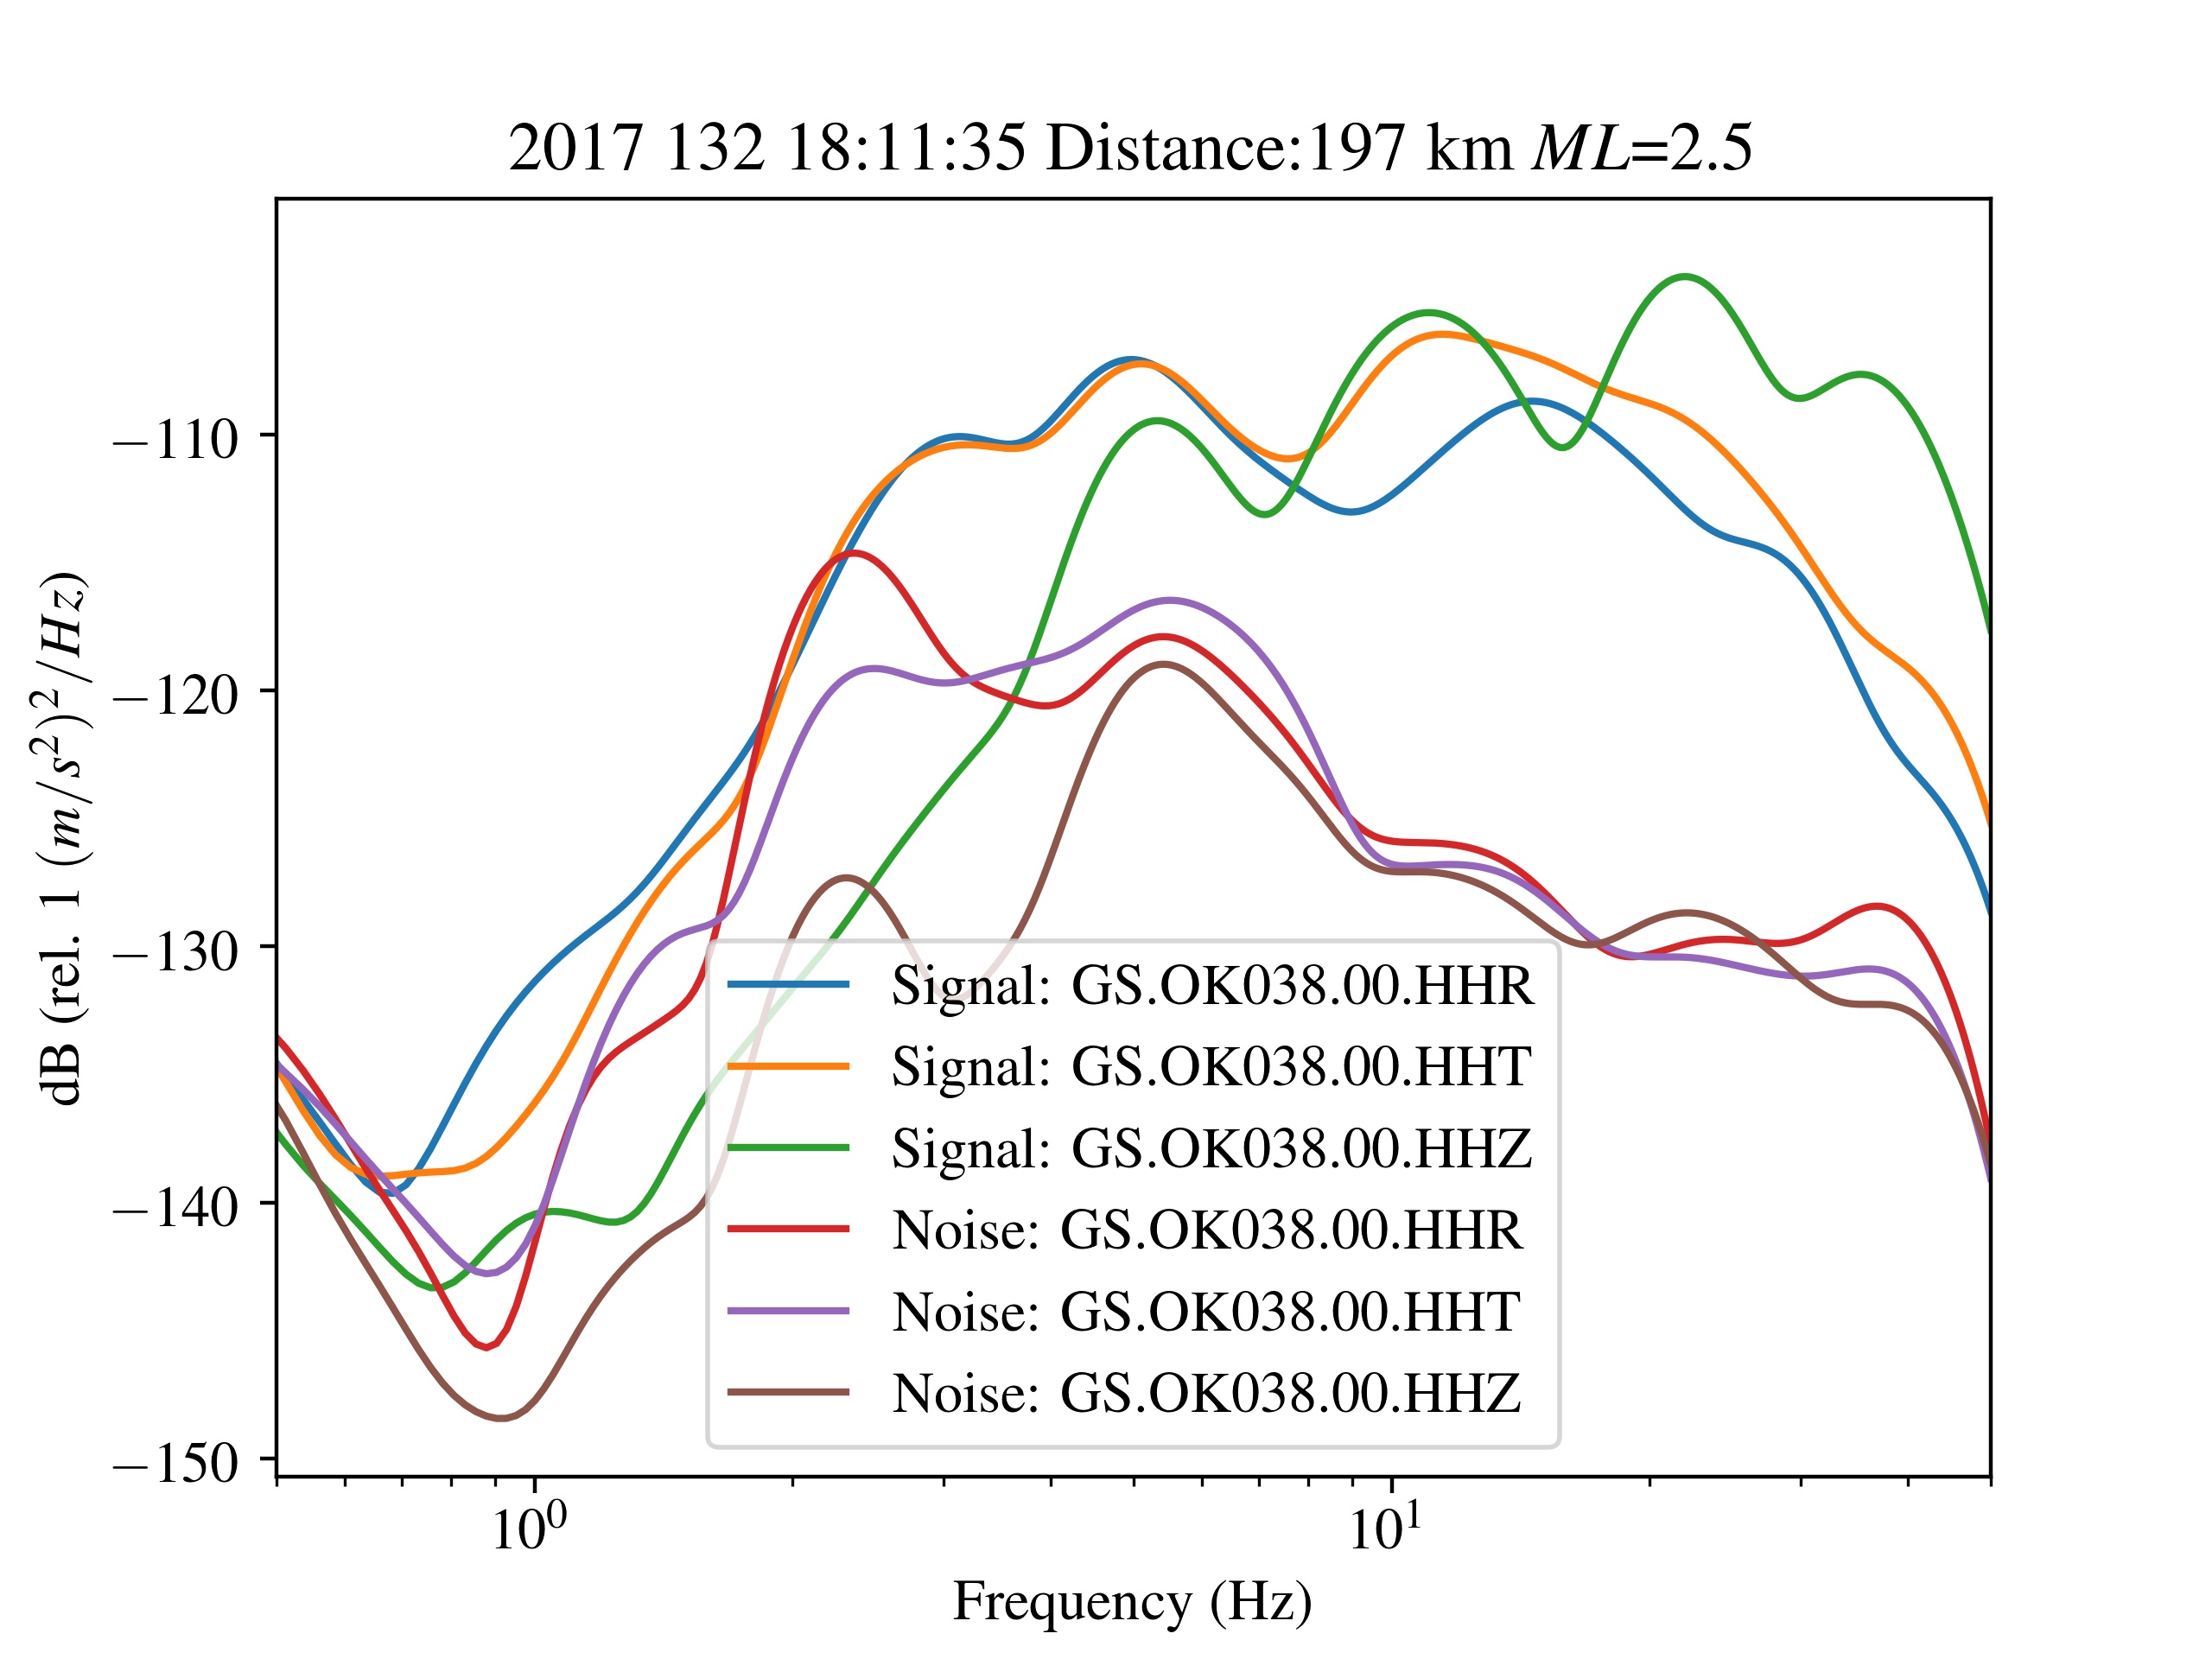 2017 132 18:11:35 Distance:197 km ML=2.5
dB (rel. 1 (m/s²)²//Hz)
−110
−120
−130
−140
−150
Signal: GS.OK038.00.HHR
Signal: GS.OK038.00.HHT
Signal: GS.OK038.00.HHZ
Noise: GS.OK038.00.HHR
Noise: GS.OK038.00.HHT
Noise: GS.OK038.00.HHZ
10⁰ 10¹
Frequency (Hz)